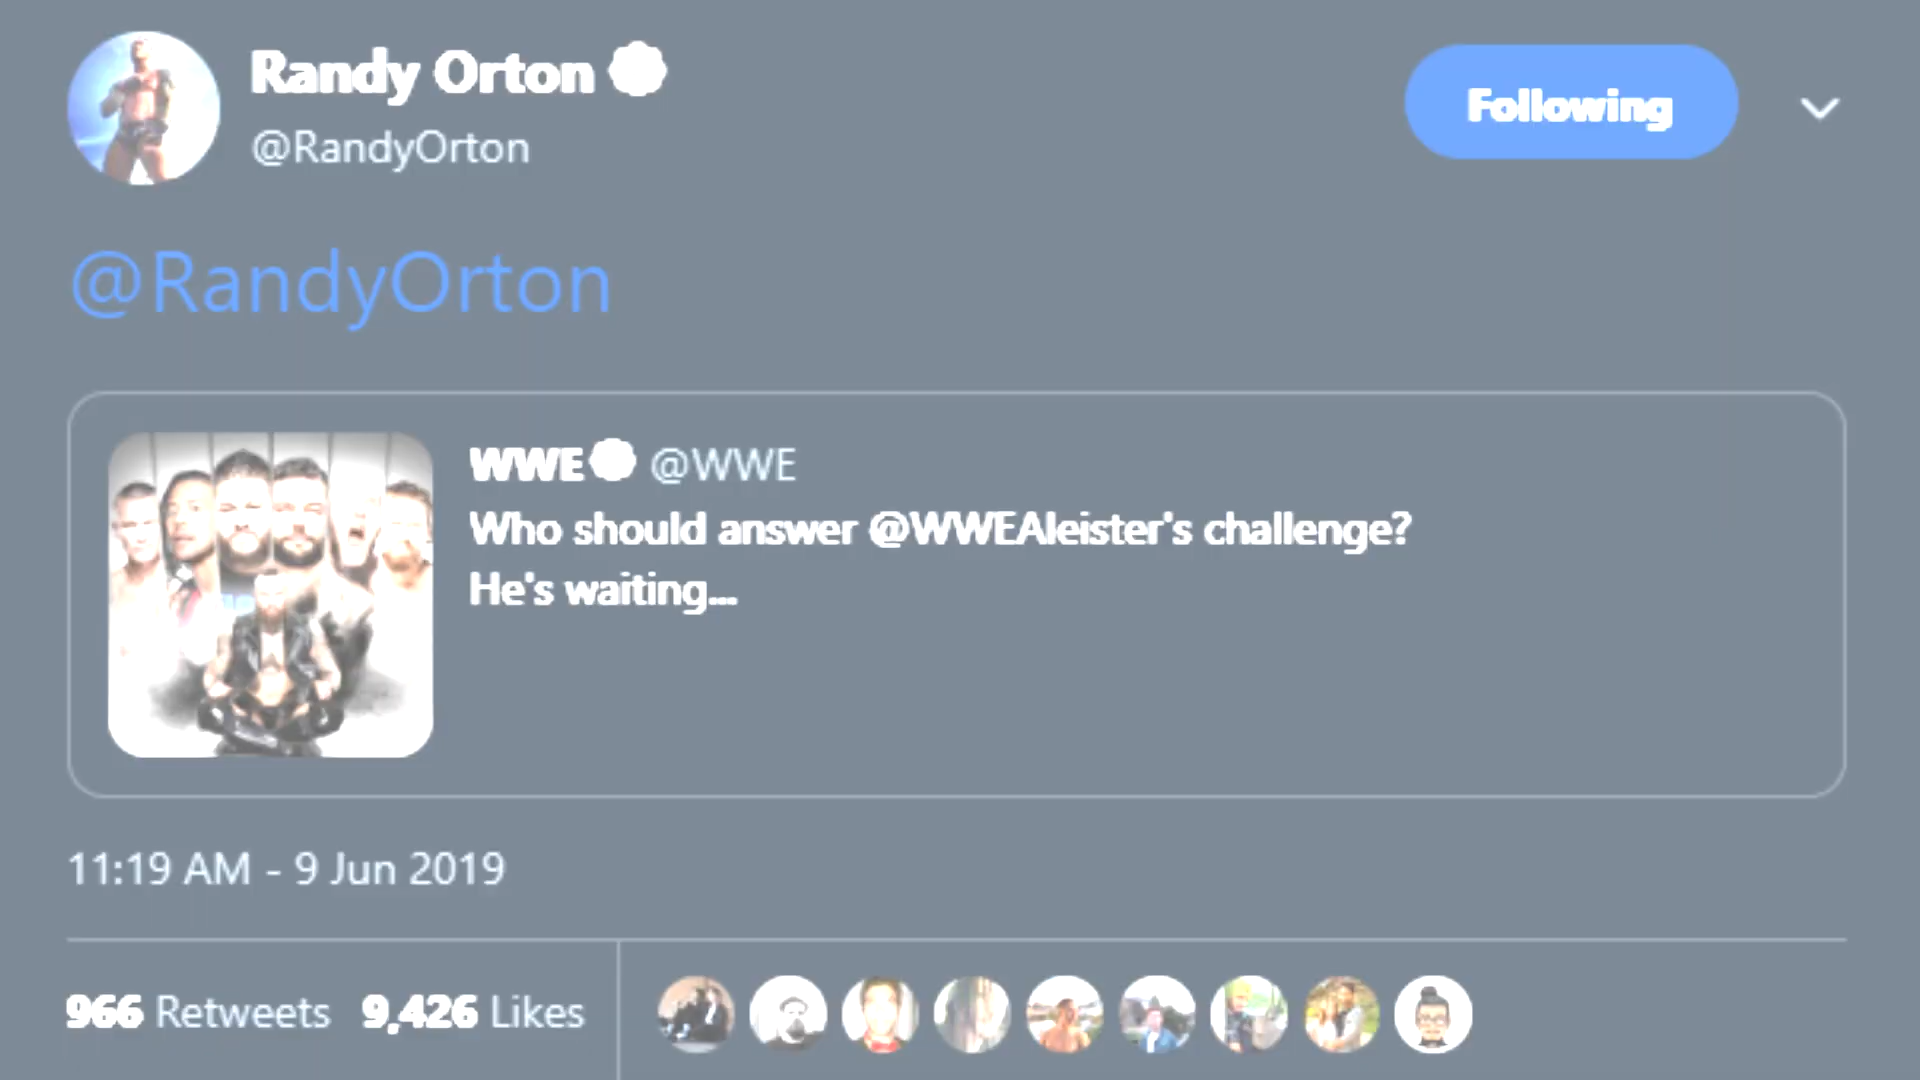 Randy Orton
@RandyOrton
Following
@RandyOrton
WWE @WWE
Who should answer @WWEAleister's challenge?
He's waiting...
11:19 AM - 9 Jun 2019
966 Retweets 9,426 Likes